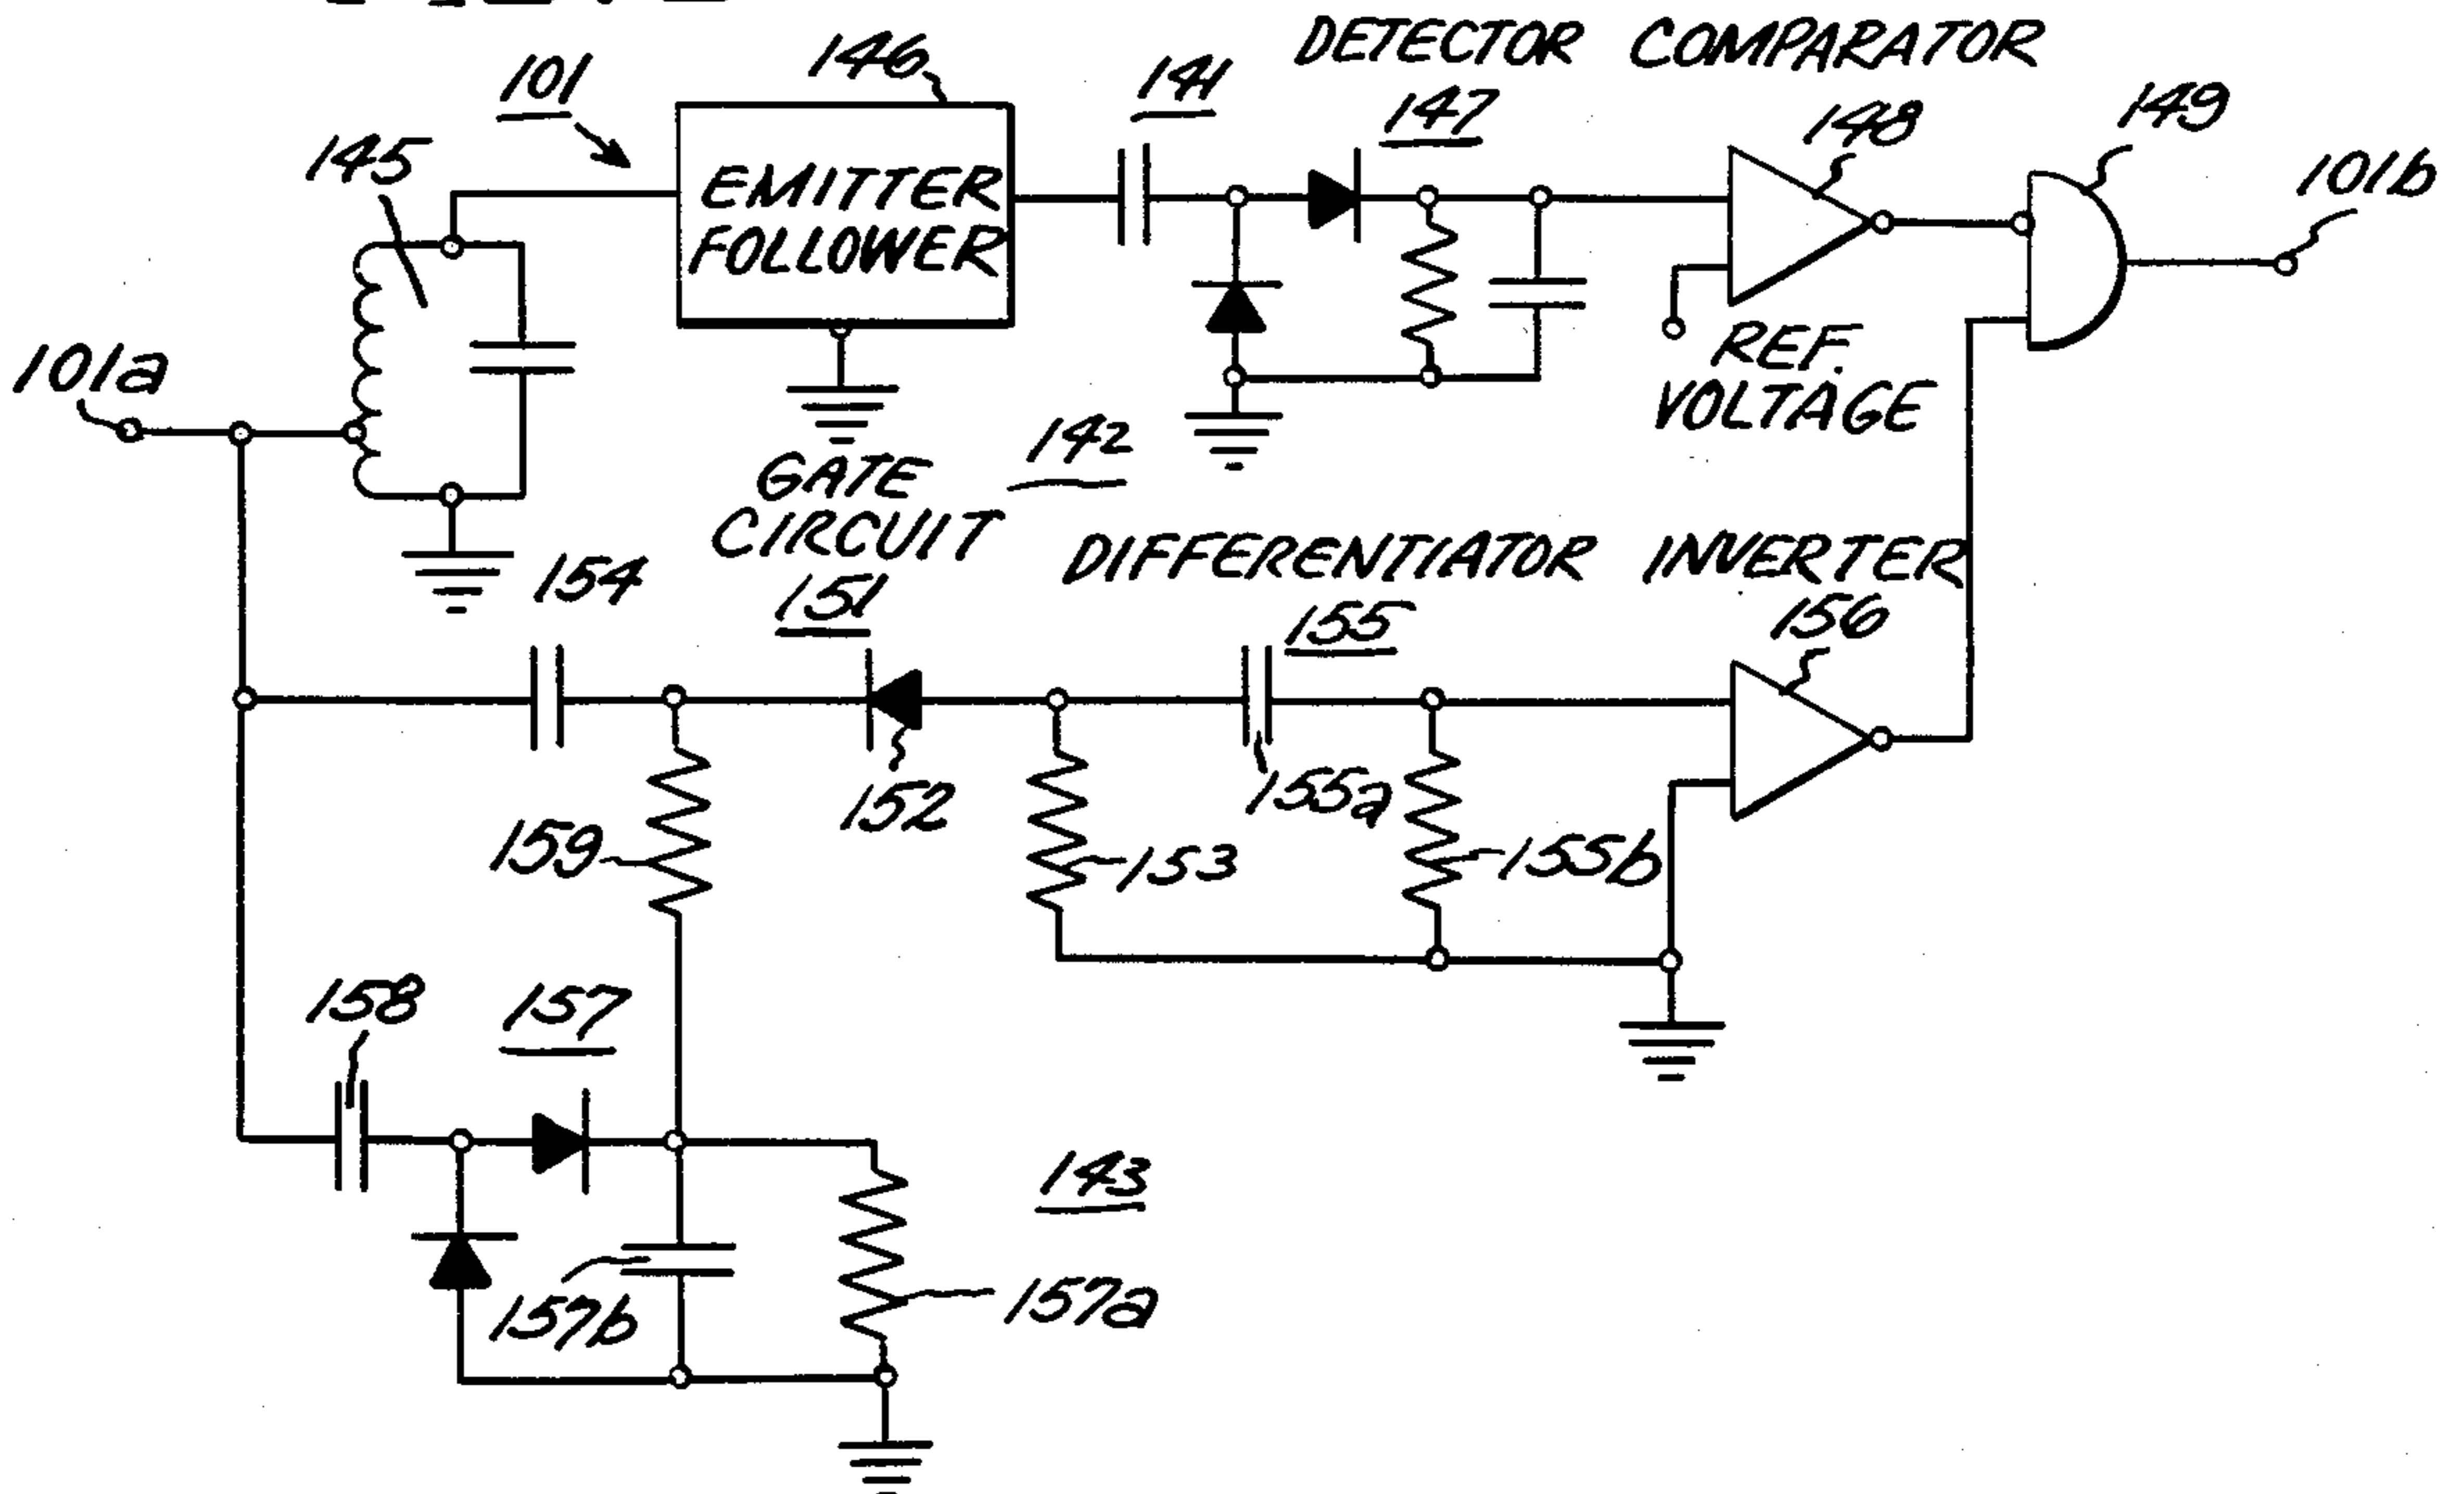 DETECTOR COMPARATOR
101
146
141
147
148
149
145
101b
EMITTER
FOLLOWER
101a
REF.
VOLTAGE
142
GATE
CIRCUIT
DIFFERENTIATOR INVERTER
154
151
155
156
152
155a
159
153
155b
158
157
143
157b
157a